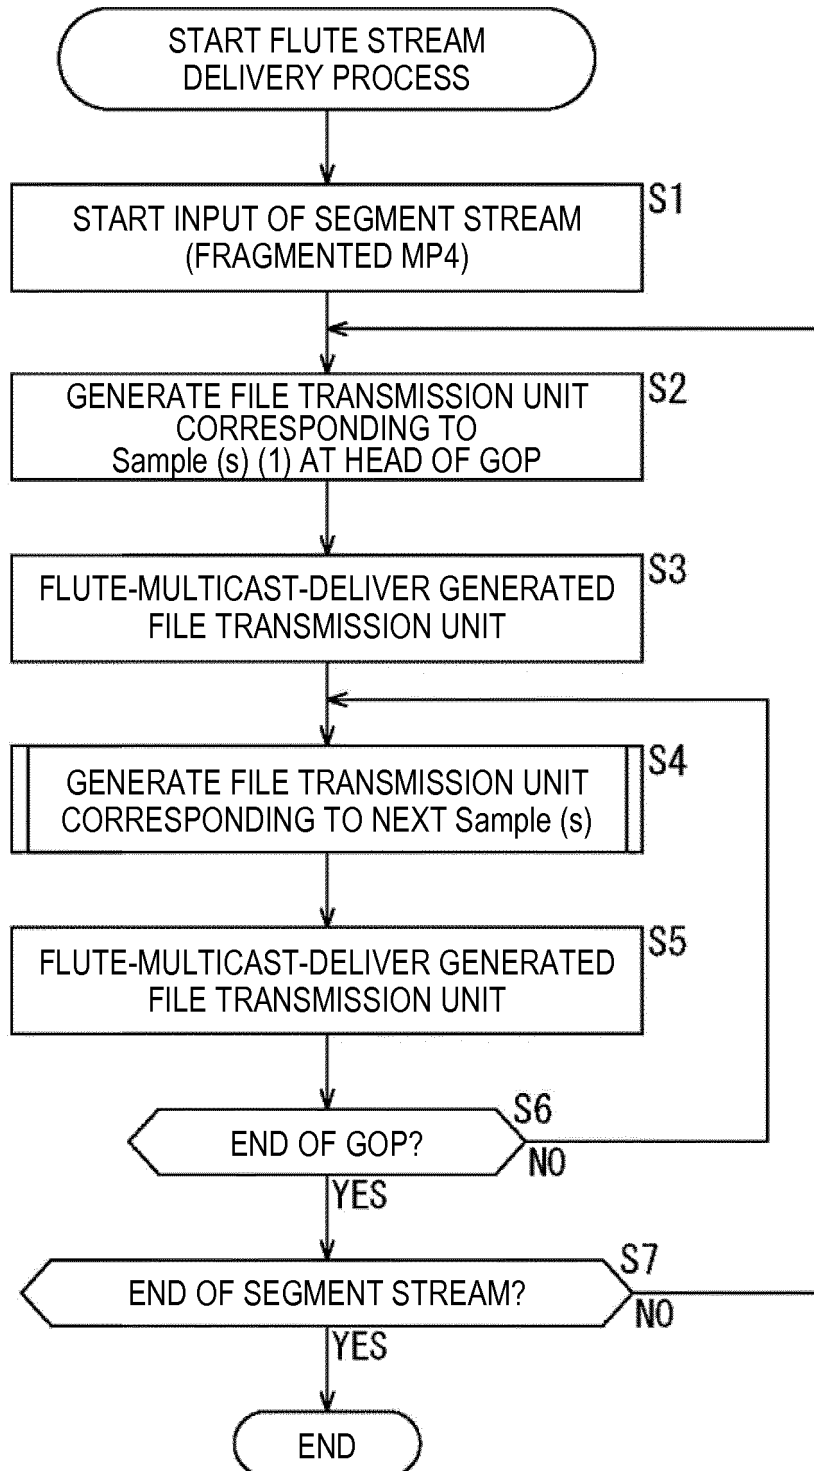 START FLUTE STREAM
DELIVERY PROCESS
S1
START INPUT OF SEGMENT STREAM
(FRAGMENTED MP4)
S2
GENERATE FILE TRANSMISSION UNIT
CORRESPONDING TO
Sample (s) (1) AT HEAD OF GOP
S3
FLUTE-MULTICAST-DELIVER GENERATED
FILE TRANSMISSION UNIT
S4
GENERATE FILE TRANSMISSION UNIT
CORRESPONDING TO NEXT Sample (s)
S5
FLUTE-MULTICAST-DELIVER GENERATED
FILE TRANSMISSION UNIT
S6
END OF GOP?
NO
YES
S7
END OF SEGMENT STREAM?
NO
YES
END